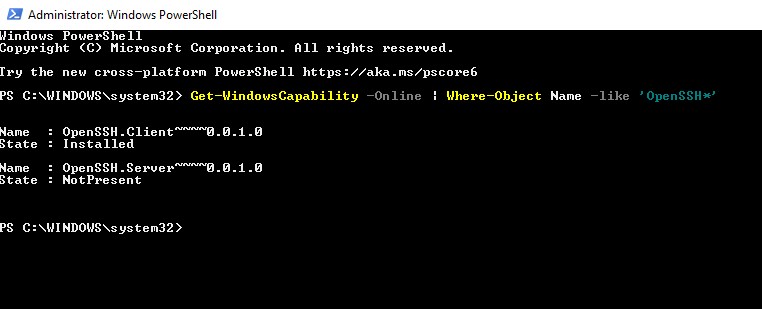 Administrator: Windows PowerShell
Windows PowerShell
Copyright (C) Microsoft Corporation. All rights reserved.
Try the new cross-platform PowerShell https://aka.ms/pscore6
PS C:\WINDOWS\system32> Get-WindowsCapability -Online | Where-Object Name -like 'OpenSSH*'
Name  : OpenSSH.Client~~~~0.0.1.0
State : Installed
Name  : OpenSSH.Server~~~~0.0.1.0
State : NotPresent
PS C:\WINDOWS\system32>